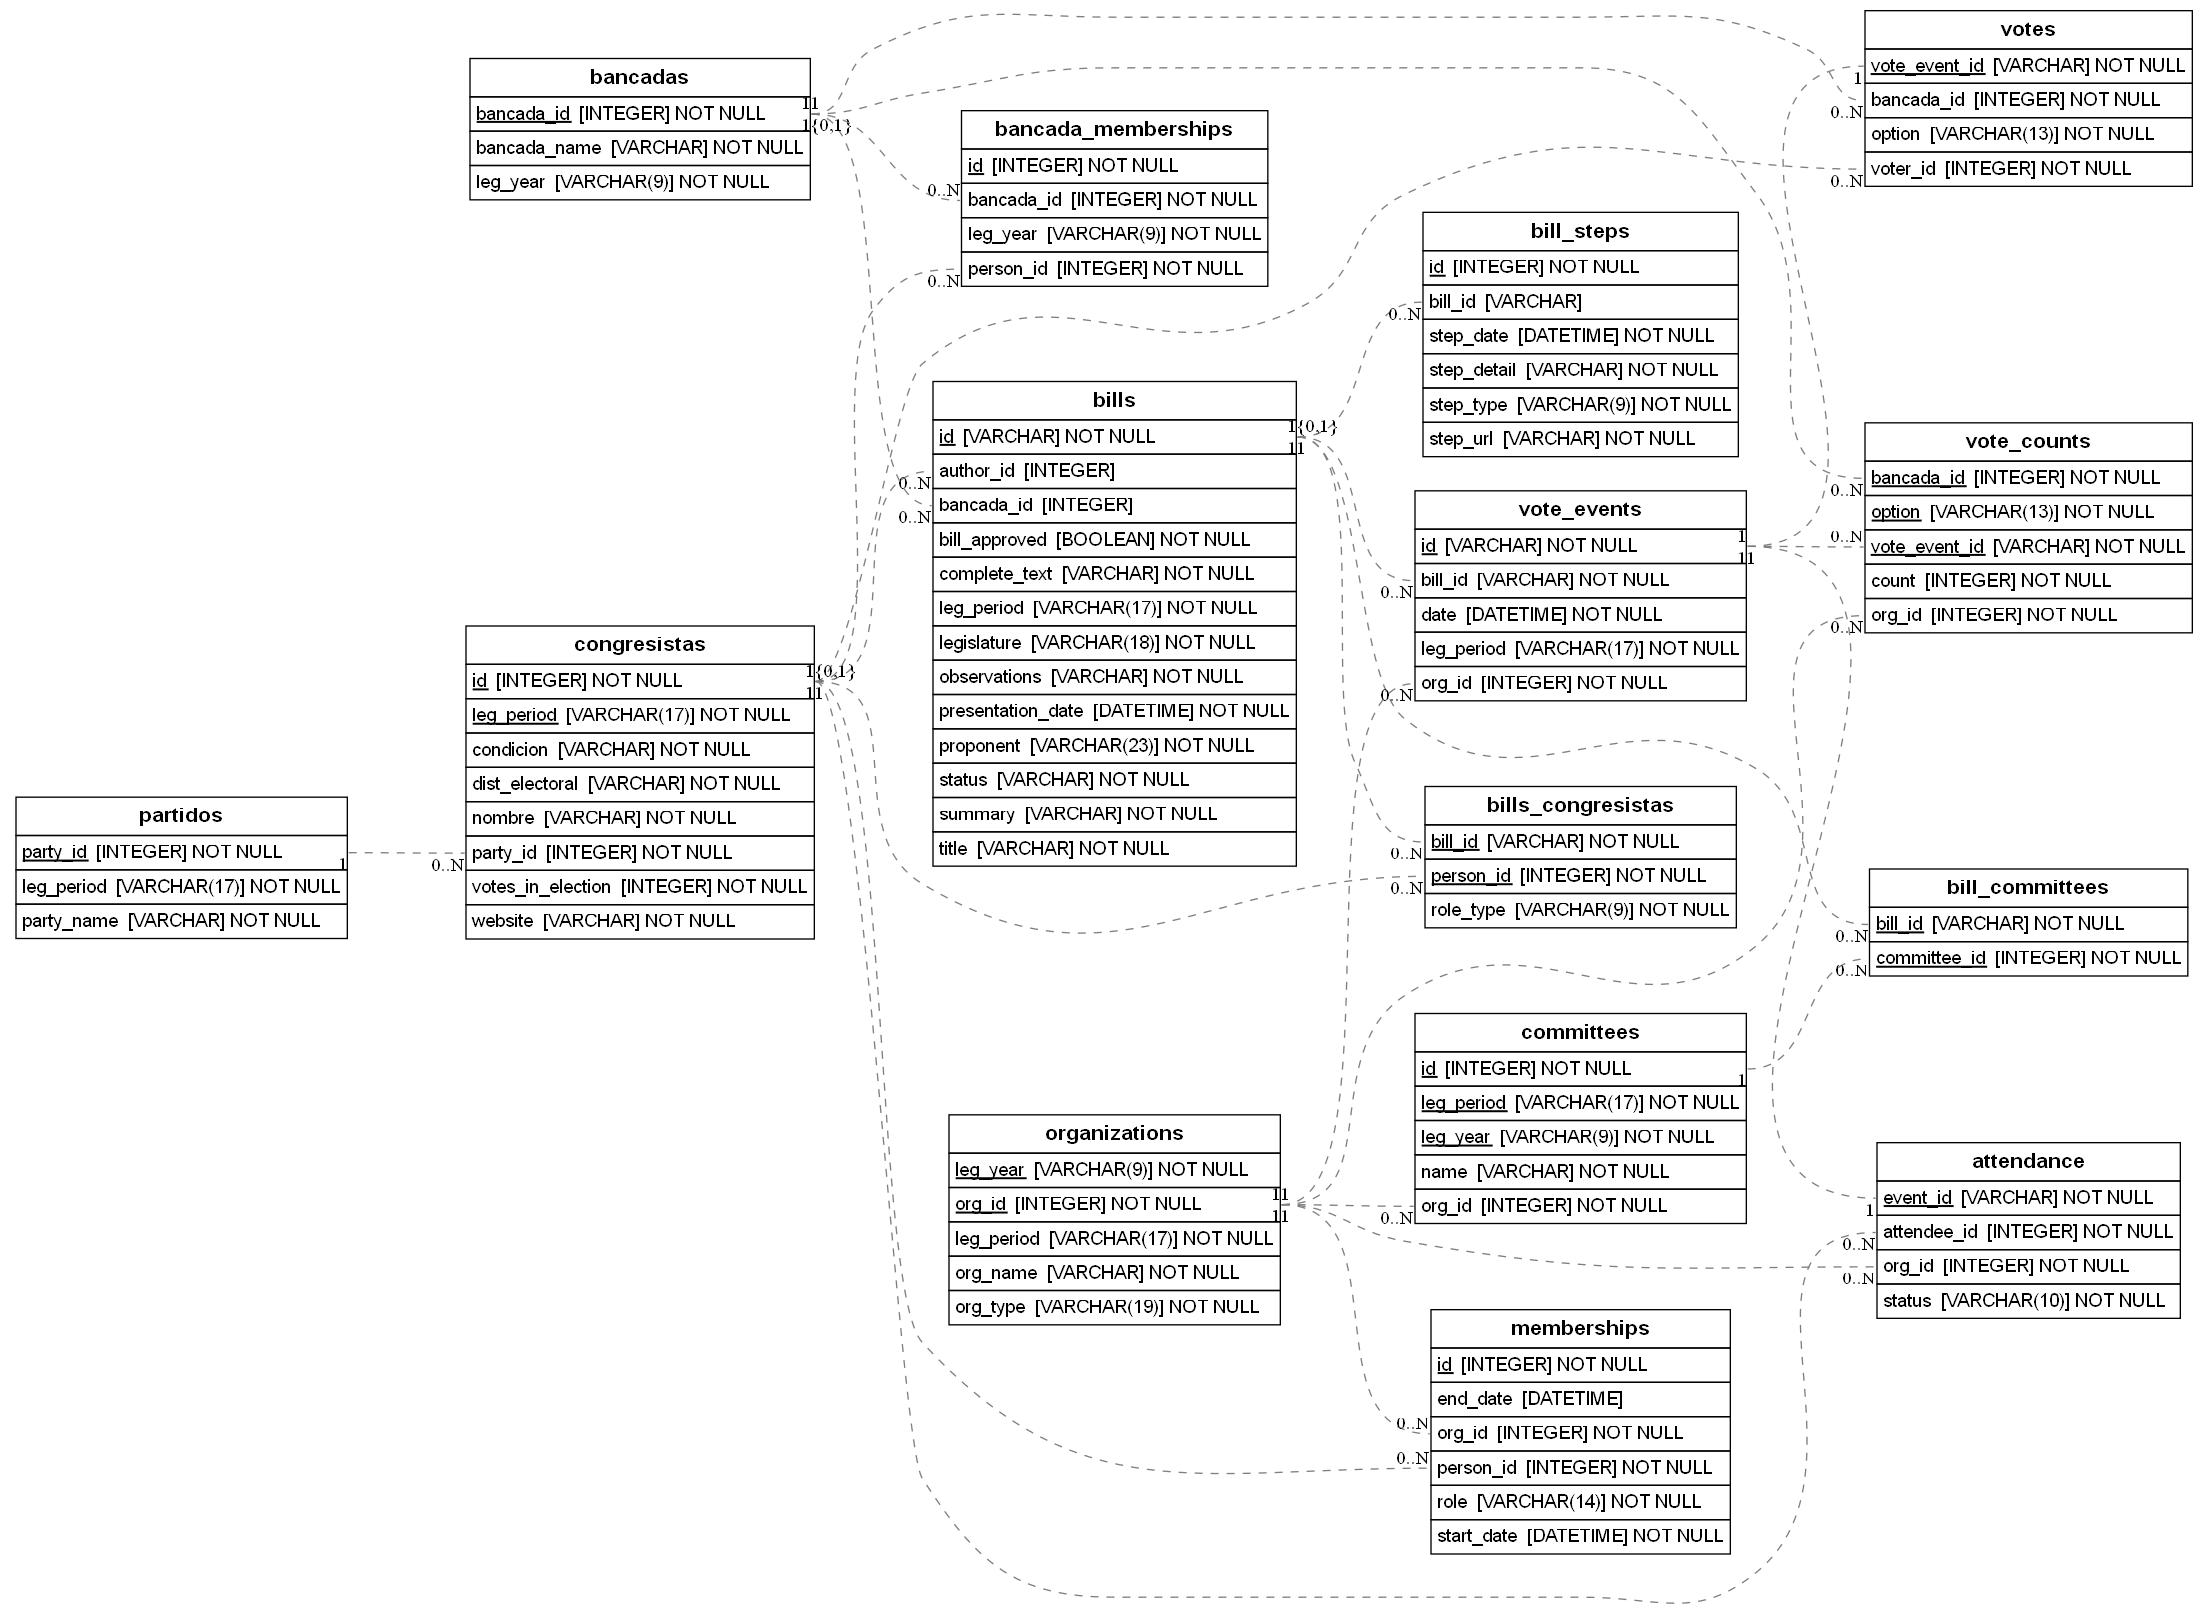 bancadas
bancada_id [INTEGER] NOT NULL
bancada_name [VARCHAR] NOT NULL
leg_year [VARCHAR(9)] NOT NULL
11
1{0,1}
bancada_memberships
id [INTEGER] NOT NULL
bancada_id [INTEGER] NOT NULL
leg_year [VARCHAR(9)] NOT NULL
person_id [INTEGER] NOT NULL
0..N
0..N
votes
vote_event_id [VARCHAR] NOT NULL
bancada_id [INTEGER] NOT NULL
option [VARCHAR(13)] NOT NULL
voter_id [INTEGER] NOT NULL
1
0..N
0..N
bill_steps
id [INTEGER] NOT NULL
bill_id [VARCHAR]
step_date [DATETIME] NOT NULL
step_detail [VARCHAR] NOT NULL
step_type [VARCHAR(9)] NOT NULL
step_url [VARCHAR] NOT NULL
0..N
bills
id [VARCHAR] NOT NULL
author_id [INTEGER]
bancada_id [INTEGER]
bill_approved [BOOLEAN] NOT NULL
complete_text [VARCHAR] NOT NULL
leg_period [VARCHAR(17)] NOT NULL
legislature [VARCHAR(18)] NOT NULL
observations [VARCHAR] NOT NULL
presentation_date [DATETIME] NOT NULL
proponent [VARCHAR(23)] NOT NULL
status [VARCHAR] NOT NULL
summary [VARCHAR] NOT NULL
title [VARCHAR] NOT NULL
0..N
0..N
1{0,1}
11
vote_events
id [VARCHAR] NOT NULL
bill_id [VARCHAR] NOT NULL
date [DATETIME] NOT NULL
leg_period [VARCHAR(17)] NOT NULL
org_id [INTEGER] NOT NULL
1
11
0..N
0..N
vote_counts
bancada_id [INTEGER] NOT NULL
option [VARCHAR(13)] NOT NULL
vote_event_id [VARCHAR] NOT NULL
count [INTEGER] NOT NULL
org_id [INTEGER] NOT NULL
0..N
0..N
0..N
congresistas
id [INTEGER] NOT NULL
leg_period [VARCHAR(17)] NOT NULL
condicion [VARCHAR] NOT NULL
dist_electoral [VARCHAR] NOT NULL
nombre [VARCHAR] NOT NULL
party_id [INTEGER] NOT NULL
votes_in_election [INTEGER] NOT NULL
website [VARCHAR] NOT NULL
1{0,1}
11
0..N
partidos
party_id [INTEGER] NOT NULL
leg_period [VARCHAR(17)] NOT NULL
party_name [VARCHAR] NOT NULL
1
bills_congresistas
bill_id [VARCHAR] NOT NULL
person_id [INTEGER] NOT NULL
role_type [VARCHAR(9)] NOT NULL
0..N
0..N
bill_committees
bill_id [VARCHAR] NOT NULL
committee_id [INTEGER] NOT NULL
0..N
0..N
committees
id [INTEGER] NOT NULL
leg_period [VARCHAR(17)] NOT NULL
leg_year [VARCHAR(9)] NOT NULL
name [VARCHAR] NOT NULL
org_id [INTEGER] NOT NULL
1
0..N
organizations
leg_year [VARCHAR(9)] NOT NULL
org_id [INTEGER] NOT NULL
leg_period [VARCHAR(17)] NOT NULL
org_name [VARCHAR] NOT NULL
org_type [VARCHAR(19)] NOT NULL
11
11
attendance
event_id [VARCHAR] NOT NULL
attendee_id [INTEGER] NOT NULL
org_id [INTEGER] NOT NULL
status [VARCHAR(10)] NOT NULL
1
0..N
0..N
memberships
id [INTEGER] NOT NULL
end_date [DATETIME]
org_id [INTEGER] NOT NULL
person_id [INTEGER] NOT NULL
role [VARCHAR(14)] NOT NULL
start_date [DATETIME] NOT NULL
0..N
0..N